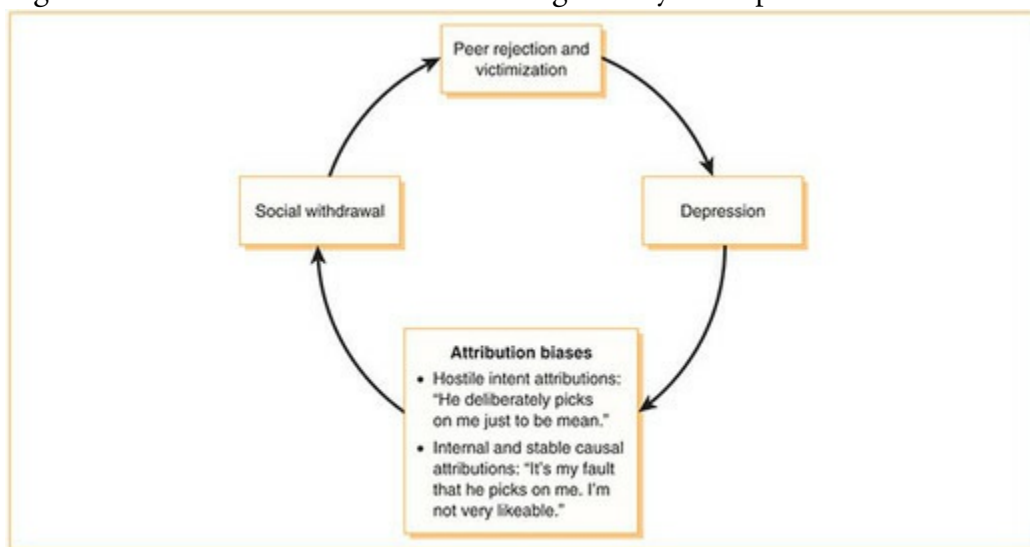 Peer rejection and
victimization
Social withdrawal
Depression
Attribution biases
• Hostile intent attributions:
“He deliberately picks
on me just to be mean.”
• Internal and stable causal
attributions: “It’s my fault
that he picks on me. I’m
not very likeable.”